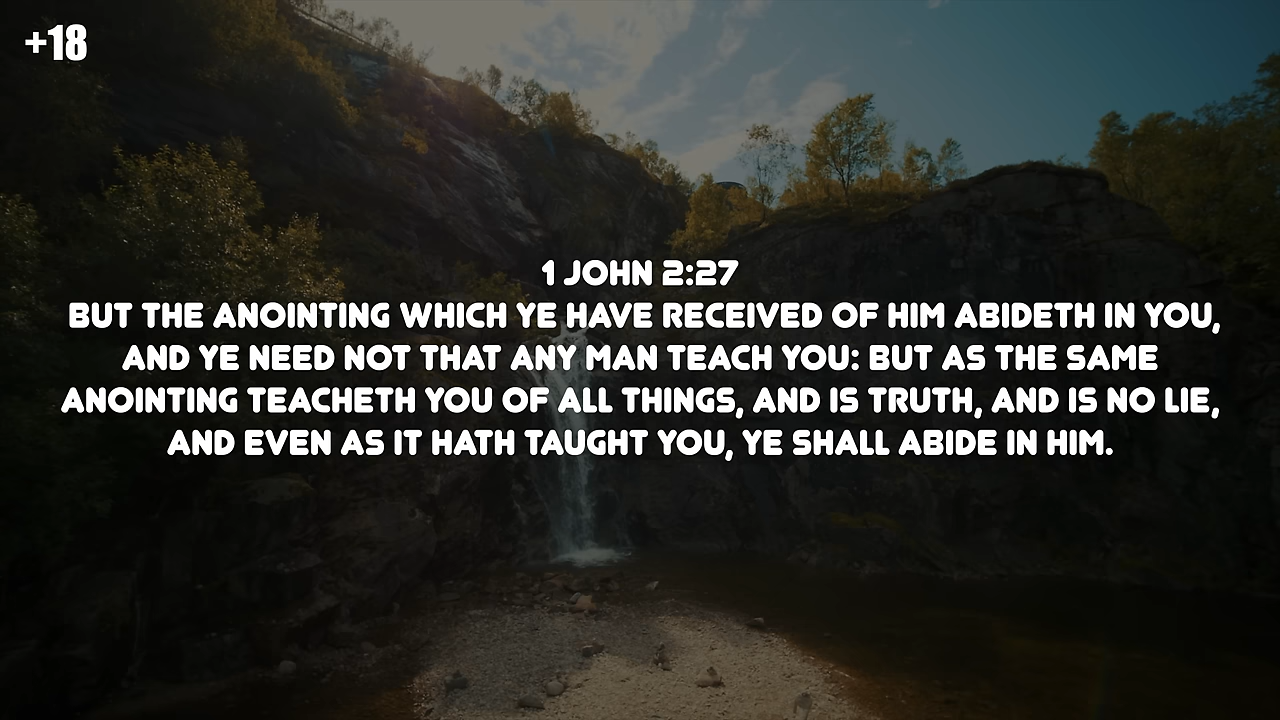 +18
1 JOHN 2:27
BUT THE ANOINTING WHICH YE HAVE RECEIVED OF HIM ABIDETH IN YOU,
AND YE NEED NOT THAT ANY MAN TEACH YOU: BUT AS THE SAME
ANOINTING TEACHETH YOU OF ALL THINGS, AND IS TRUTH, AND IS NO LIE,
AND EVEN AS IT HATH TAUGHT YOU, YE SHALL ABIDE IN HIM.